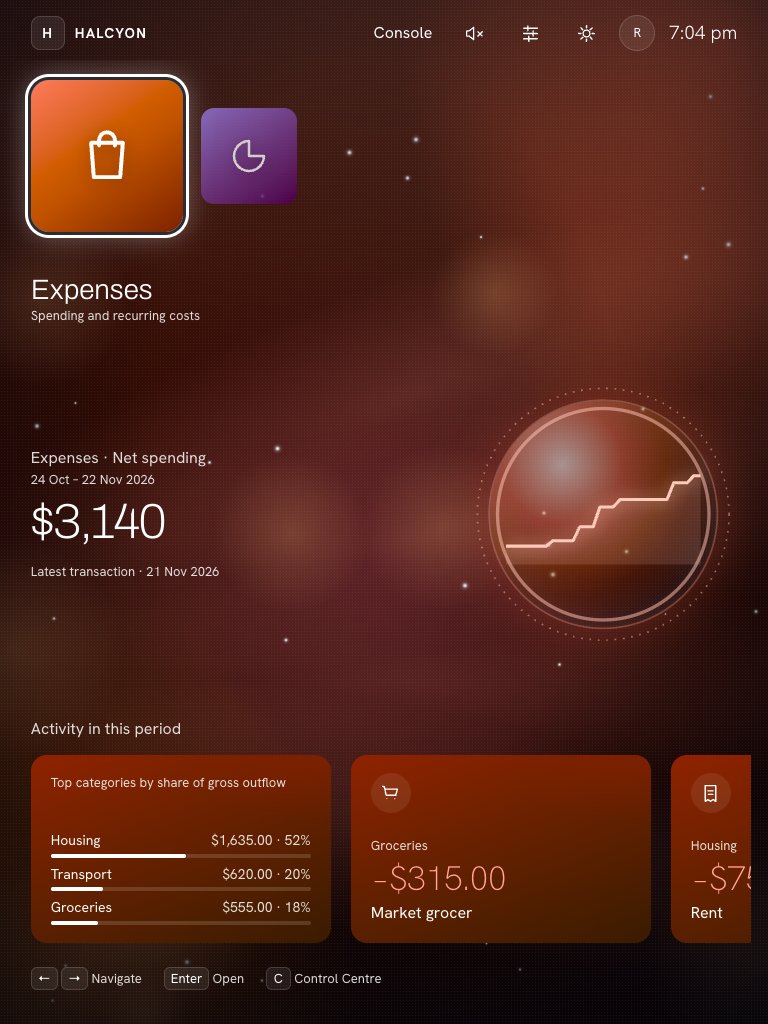 H HALCYON Console R 7:04 pm
Expenses
Spending and recurring costs
Expenses · Net spending
24 Oct – 22 Nov 2026
$3,140
Latest transaction · 21 Nov 2026
Activity in this period
Top categories by share of gross outflow
Housing $1,635.00 · 52%
Transport $620.00 · 20%
Groceries $555.00 · 18%
Groceries
−$315.00
Market grocer
Housing
−$75
Rent
← → Navigate Enter Open C Control Centre